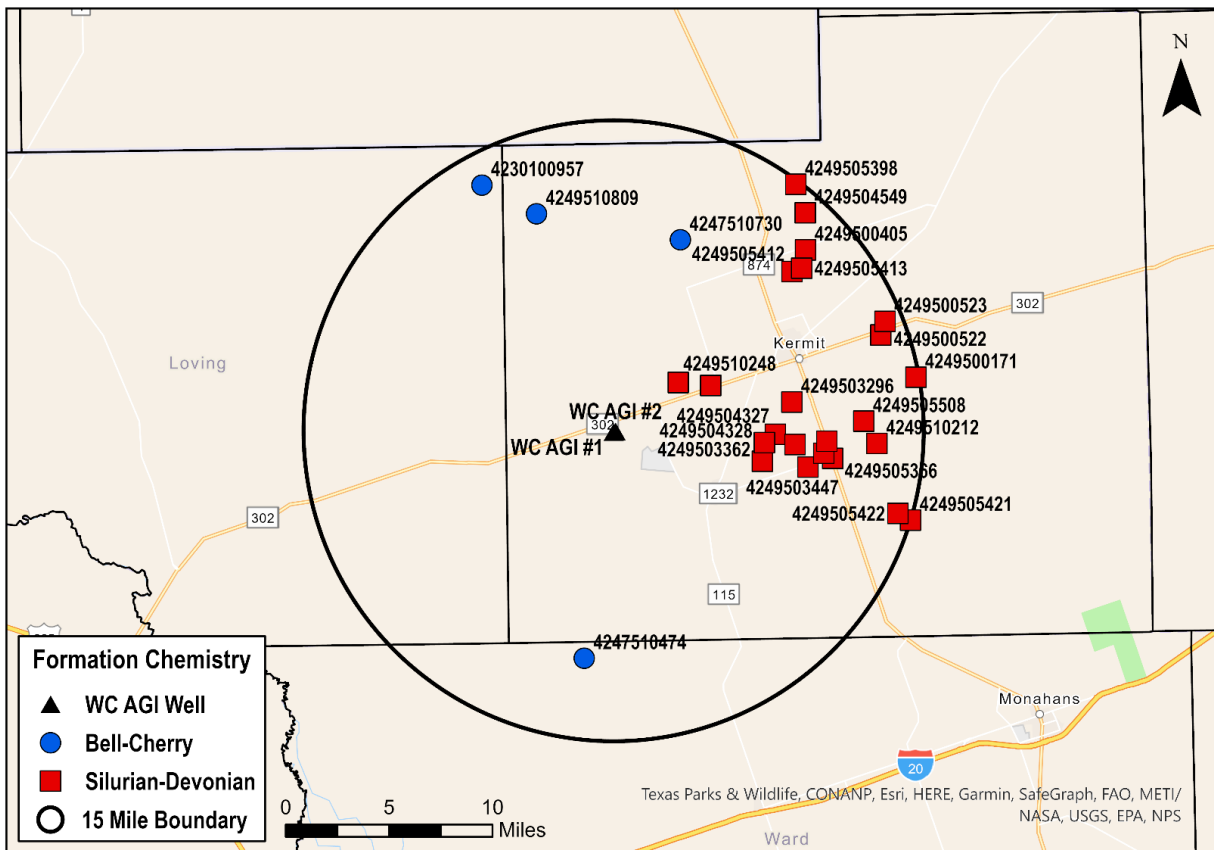 N
4230100957
4249505398
4249510809
4249504549
4247510730
4249500405
4249505412
874
4249505413
4249500523
302
4249500522
Kermit
Loving
4249510248
4249500171
4249503296
WC AGI #2
4249504327
4249505508
302
4249504328
4249510212
WC AGI #1
4249503362
4249505366
1232
4249503447
4249505421
4249505422
302
115
4247510474
Formation Chemistry
WC AGI Well
Bell-Cherry
Silurian-Devonian
15 Mile Boundary
0 5 10
Miles
Monahans
20
Texas Parks & Wildlife, CONANP, Esri, HERE, Garmin, SafeGraph, FAO, METI/
NASA, USGS, EPA, NPS
Ward